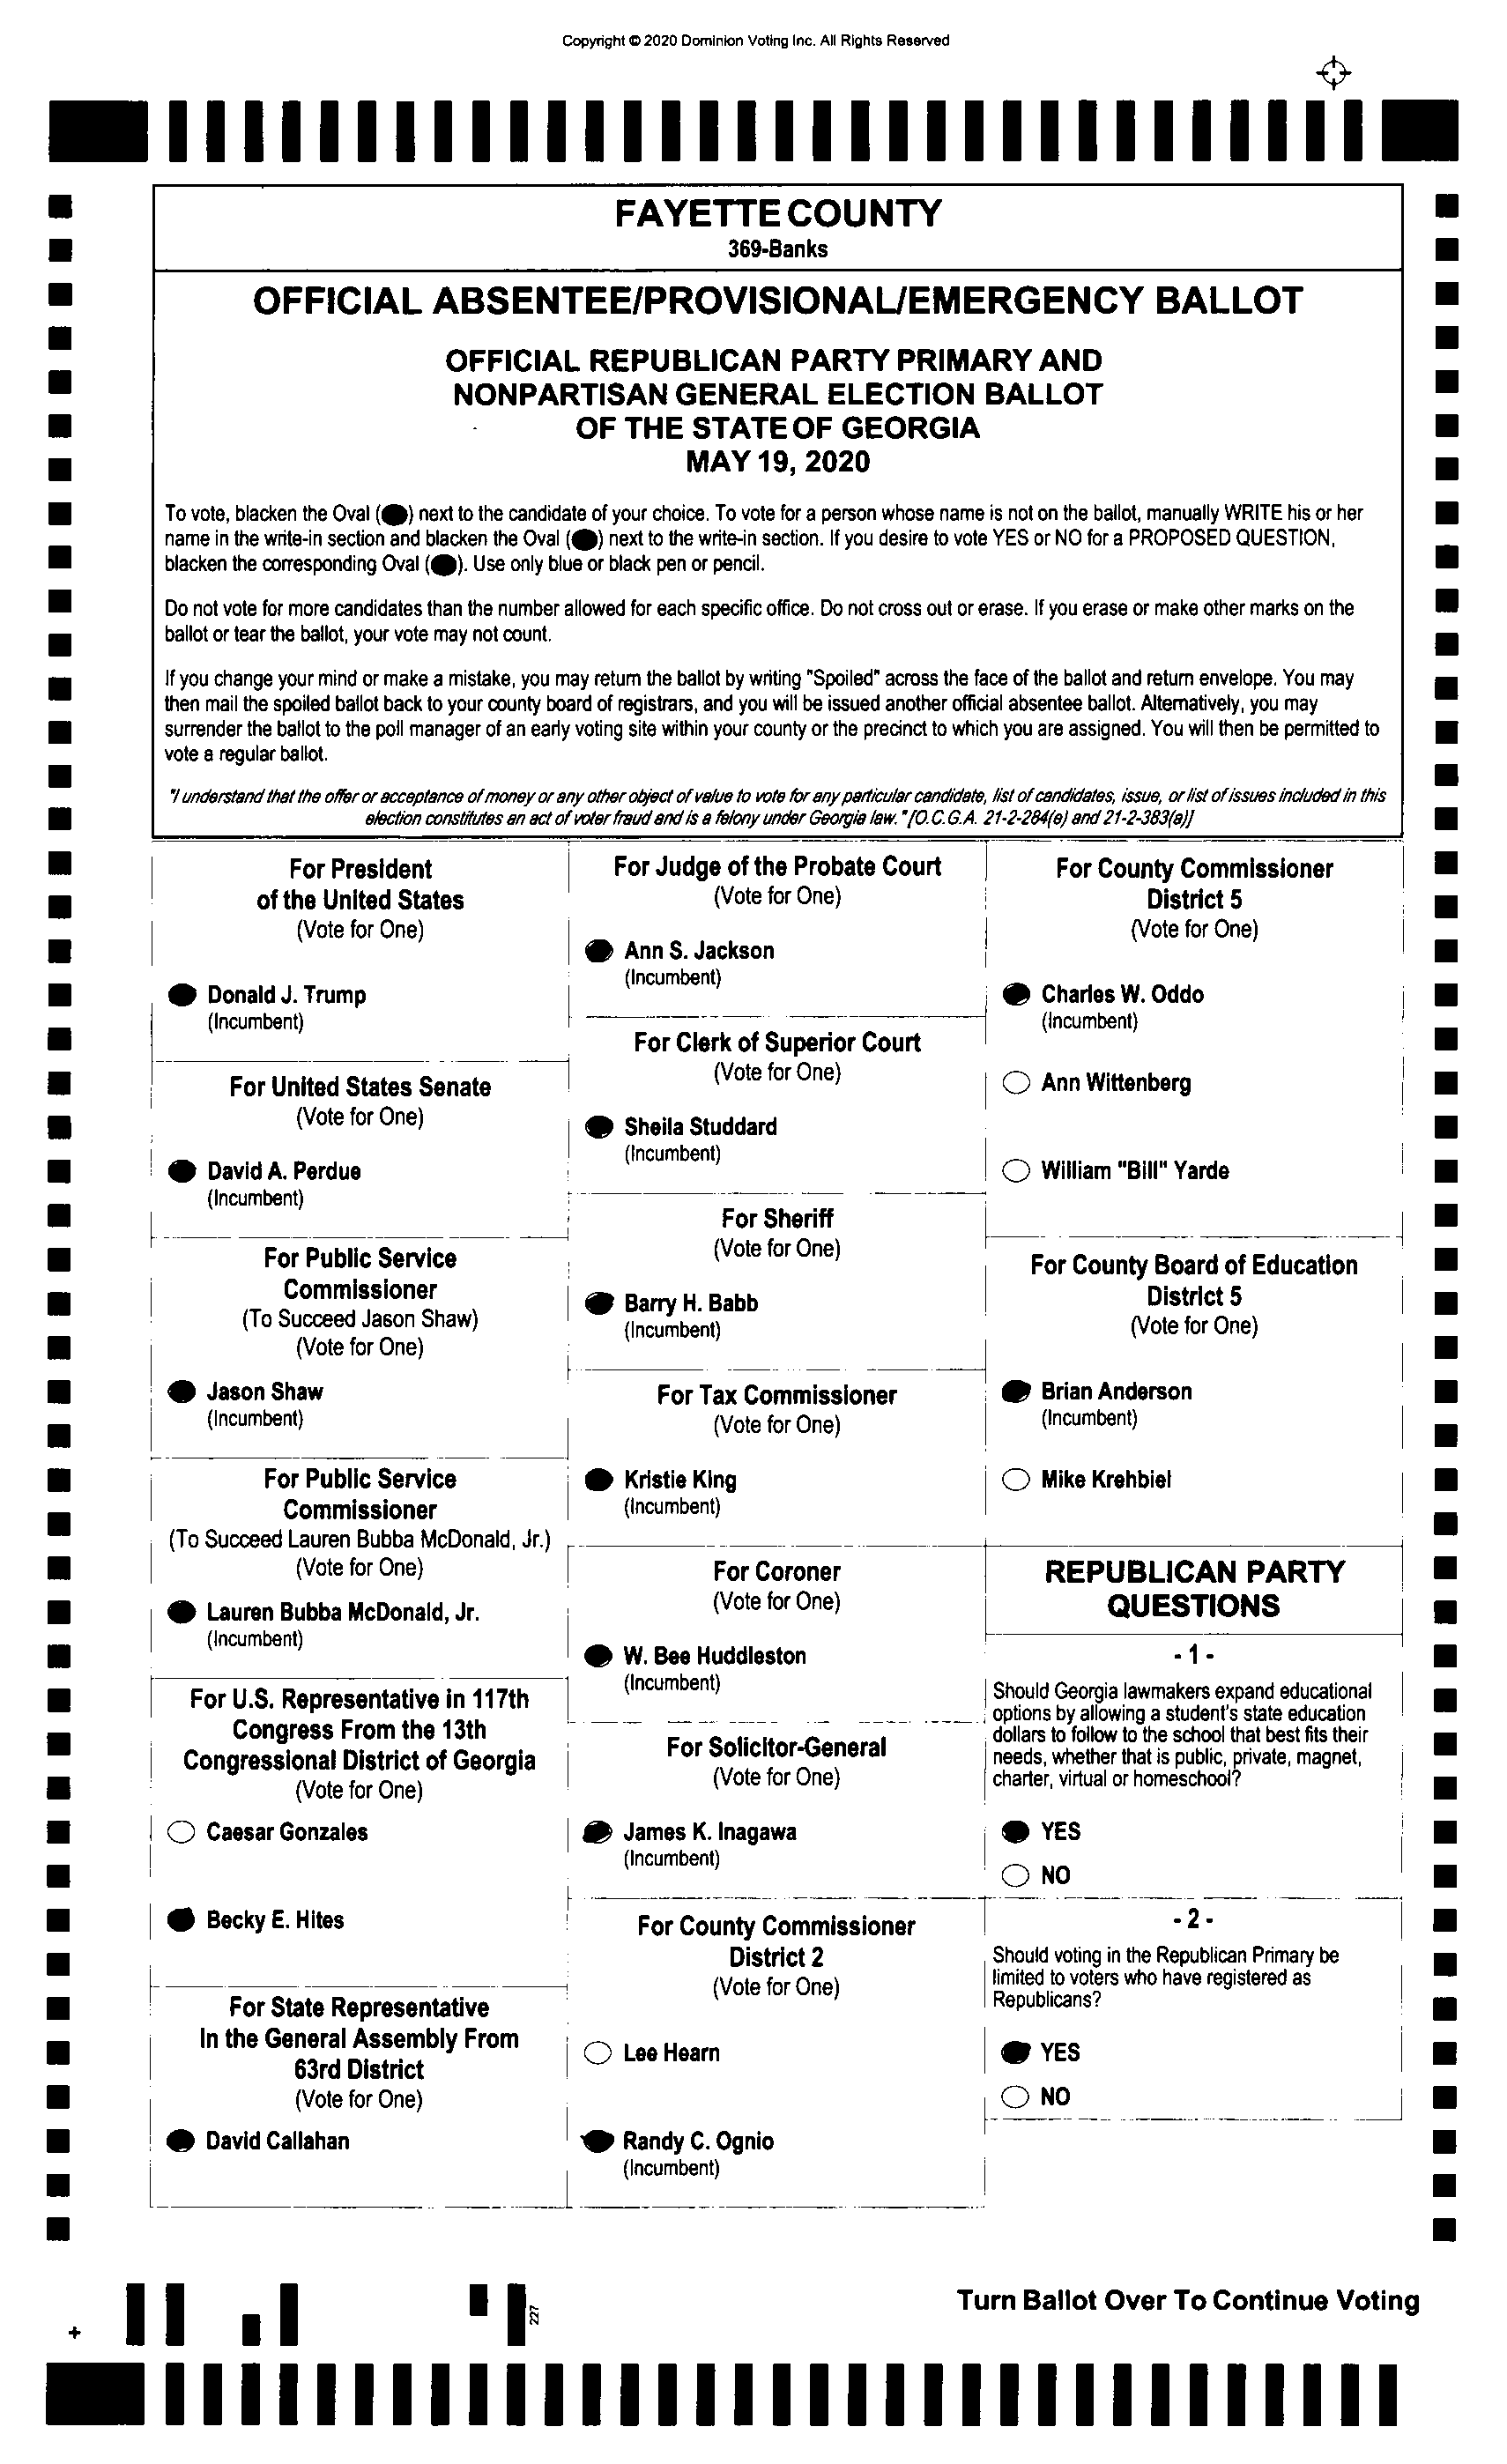 Copyright © 2020 Dominion Voting Inc. All Rights Reserved
FAYETTE COUNTY
369-Banks
OFFICIAL ABSENTEE/PROVISIONAL/EMERGENCY BALLOT
OFFICIAL REPUBLICAN PARTY PRIMARY AND
NONPARTISAN GENERAL ELECTION BALLOT
OF THE STATE OF GEORGIA
MAY 19, 2020
To vote, blacken the Oval ( ) next to the candidate of your choice. To vote for a person whose name is not on the ballot, manually WRITE his or her
name in the write-in section and blacken the Oval ( ) next to the write-in section. If you desire to vote YES or NO for a PROPOSED QUESTION,
blacken the corresponding Oval ( ). Use only blue or black pen or pencil.
Do not vote for more candidates than the number allowed for each specific office. Do not cross out or erase. If you erase or make other marks on the
ballot or tear the ballot, your vote may not count.
If you change your mind or make a mistake, you may return the ballot by writing "Spoiled" across the face of the ballot and return envelope. You may
then mail the spoiled ballot back to your county board of registrars, and you will be issued another official absentee ballot. Alternatively, you may
surrender the ballot to the poll manager of an early voting site within your county or the precinct to which you are assigned. You will then be permitted to
vote a regular ballot.
"I understand that the offer or acceptance of money or any other object of value to vote for any particular candidate, list of candidates, issue, or list of issues included in this
election constitutes an act of voter fraud and is a felony under Georgia law." [O.C.G.A. 21-2-284(e) and 21-2-383(a)]
For President
of the United States
(Vote for One)
Donald J. Trump
(Incumbent)
For United States Senate
(Vote for One)
David A. Perdue
(Incumbent)
For Public Service
Commissioner
(To Succeed Jason Shaw)
(Vote for One)
Jason Shaw
(Incumbent)
For Public Service
Commissioner
(To Succeed Lauren Bubba McDonald, Jr.)
(Vote for One)
Lauren Bubba McDonald, Jr.
(Incumbent)
For U.S. Representative in 117th
Congress From the 13th
Congressional District of Georgia
(Vote for One)
Caesar Gonzales
Becky E. Hites
For State Representative
In the General Assembly From
63rd District
(Vote for One)
David Callahan
For Judge of the Probate Court
(Vote for One)
Ann S. Jackson
(Incumbent)
For Clerk of Superior Court
(Vote for One)
Sheila Studdard
(Incumbent)
For Sheriff
(Vote for One)
Barry H. Babb
(Incumbent)
For Tax Commissioner
(Vote for One)
Kristie King
(Incumbent)
For Coroner
(Vote for One)
W. Bee Huddleston
(Incumbent)
For Solicitor-General
(Vote for One)
James K. Inagawa
(Incumbent)
For County Commissioner
District 2
(Vote for One)
Lee Hearn
Randy C. Ognio
(Incumbent)
For County Commissioner
District 5
(Vote for One)
Charles W. Oddo
(Incumbent)
Ann Wittenberg
William "Bill" Yarde
For County Board of Education
District 5
(Vote for One)
Brian Anderson
(Incumbent)
Mike Krehbiel
REPUBLICAN PARTY
QUESTIONS
- 1 -
Should Georgia lawmakers expand educational
options by allowing a student's state education
dollars to follow to the school that best fits their
needs, whether that is public, private, magnet,
charter, virtual or homeschool?
YES
NO
- 2 -
Should voting in the Republican Primary be
limited to voters who have registered as
Republicans?
YES
NO
227
Turn Ballot Over To Continue Voting